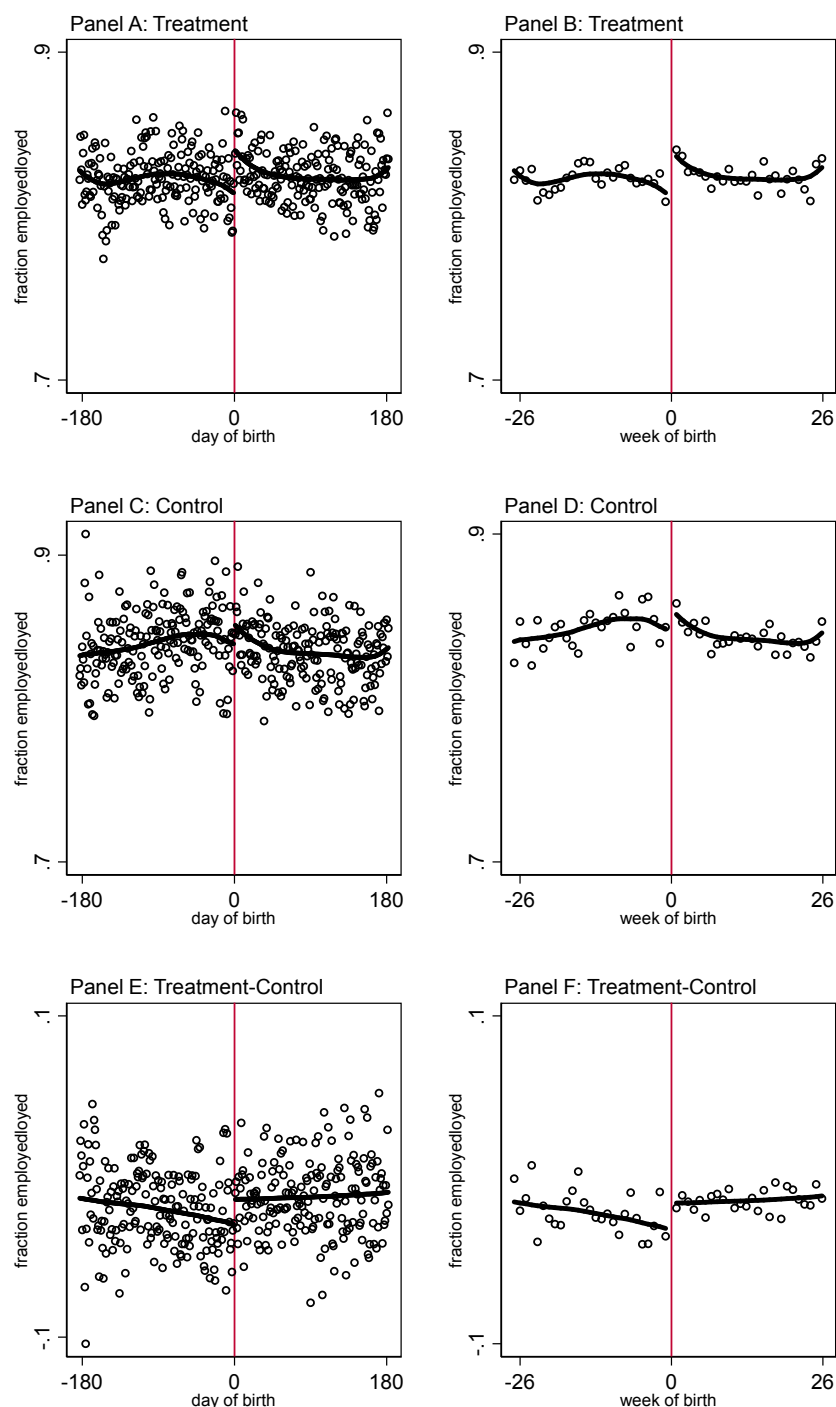 Panel A: Treatment
.9
.7
fraction employedloyed
-180
0
180
day of birth
Panel B: Treatment
.9
.7
fraction employedloyed
-26
0
26
week of birth
Panel C: Control
.9
.7
fraction employedloyed
-180
0
180
day of birth
Panel D: Control
.9
.7
fraction employedloyed
-26
0
26
week of birth
Panel E: Treatment-Control
.1
-.1
fraction employedloyed
-180
0
180
day of birth
Panel F: Treatment-Control
.1
-.1
fraction employedloyed
-26
0
26
week of birth